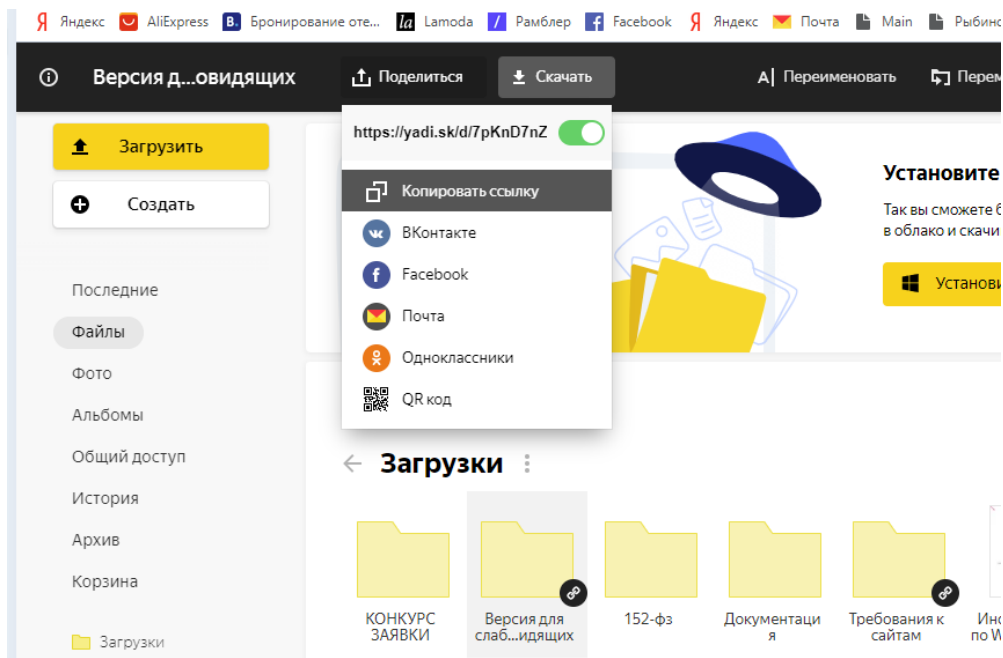 Яндекс AliExpress B. Бронирование оте... la Lamoda Рамблер Facebook Яндекс Почта Main Рыбинс
Версия д...овидящих Поделиться Скачать Переименовать Перем
https://yadi.sk/d/7pKnD7nZ
Загрузить
Создать
Копировать ссылку
ВКонтакте
Facebook
Почта
Одноклассники
QR код
Установите
Так вы сможете б
в облако и скачи
Установи
Последние
Файлы
Фото
Альбомы
Общий доступ
История
Архив
Корзина
Загрузки
Загрузки
КОНКУРС
ЗАЯВКИ
Версия для
слаб...идящих
152-фз
Документаци
я
Требования к
сайтам
Инс
по W